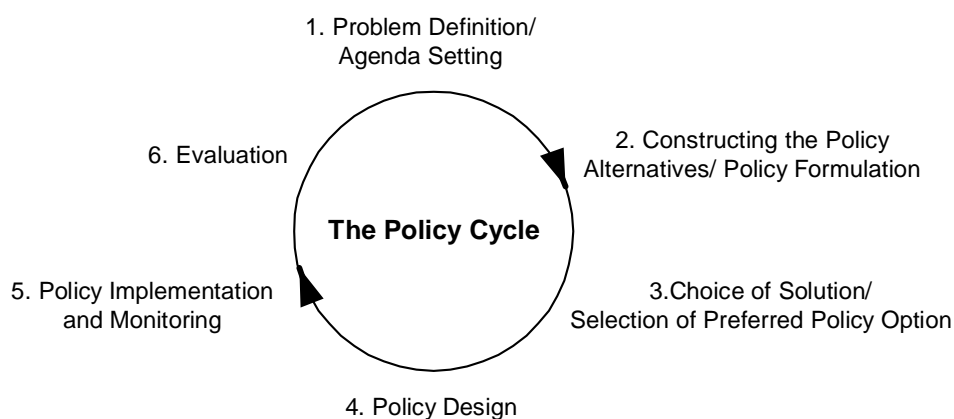 1. Problem Definition/
Agenda Setting
2. Constructing the Policy
Alternatives/ Policy Formulation
3.Choice of Solution/
Selection of Preferred Policy Option
4. Policy Design
5. Policy Implementation
and Monitoring
6. Evaluation
The Policy Cycle